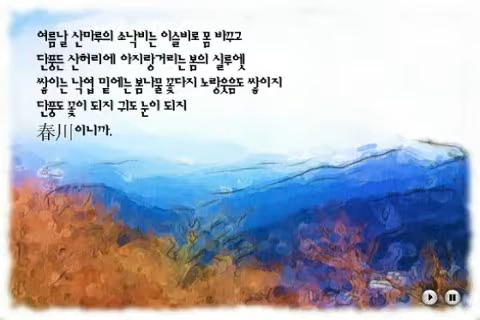 여름날 산마루의 소낙비는 이슬비로 몸 바꾸고
단풍든 산허리에 아지랑거리는 봄의 실루엣
쌓이는 낙엽 밑에는 봄나물 꽃다지 노랑웃음도 쌓이지
단풍도 꽃이 되지 귀도 눈이 되지
春川이니까.